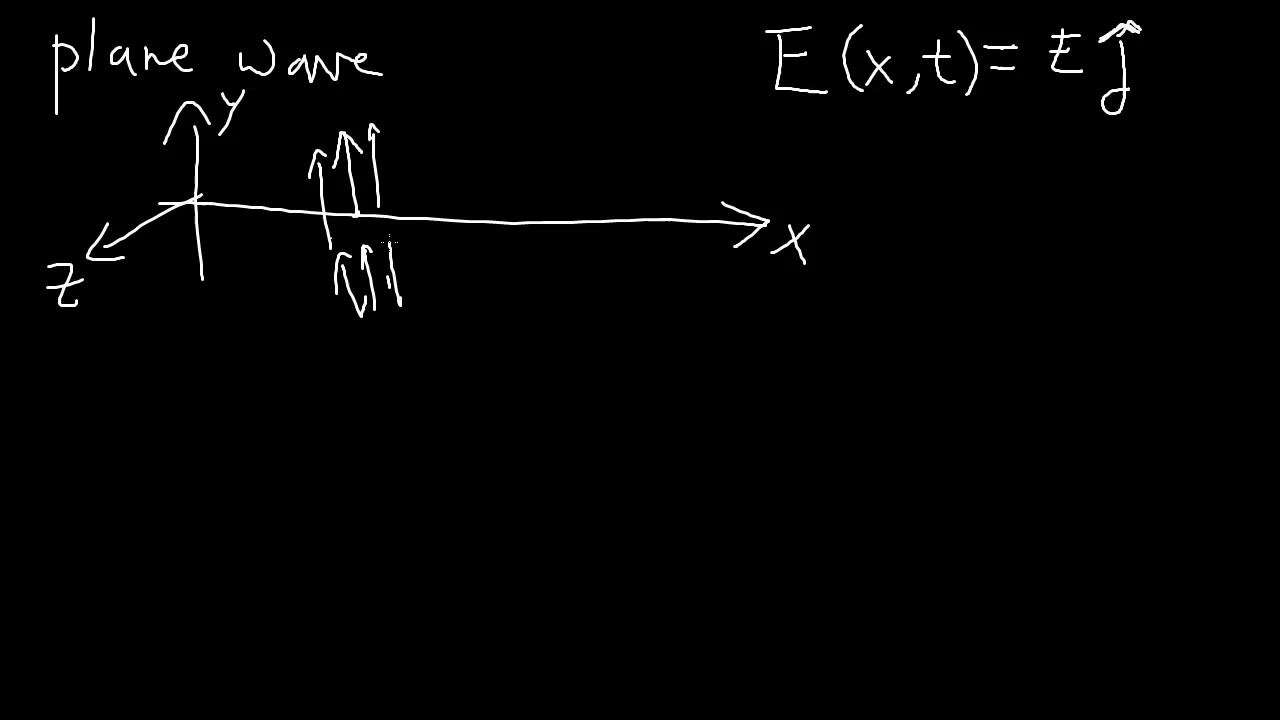 plane wave
E (x,t) = E ĵ
y
x
z